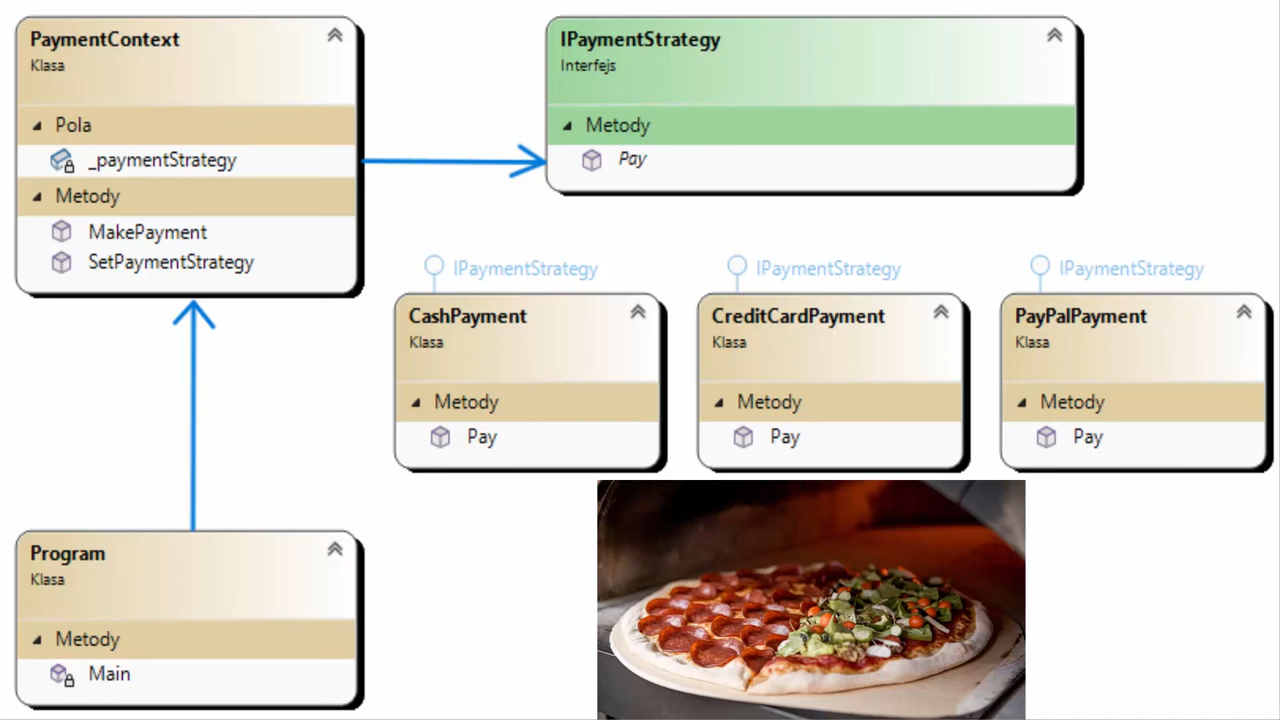 PaymentContext
Klasa
Pola
_paymentStrategy
Metody
MakePayment
SetPaymentStrategy
IPaymentStrategy
Interfejs
Metody
Pay
IPaymentStrategy
CashPayment
Klasa
Metody
Pay
IPaymentStrategy
CreditCardPayment
Klasa
Metody
Pay
IPaymentStrategy
PayPalPayment
Klasa
Metody
Pay
Program
Klasa
Metody
Main